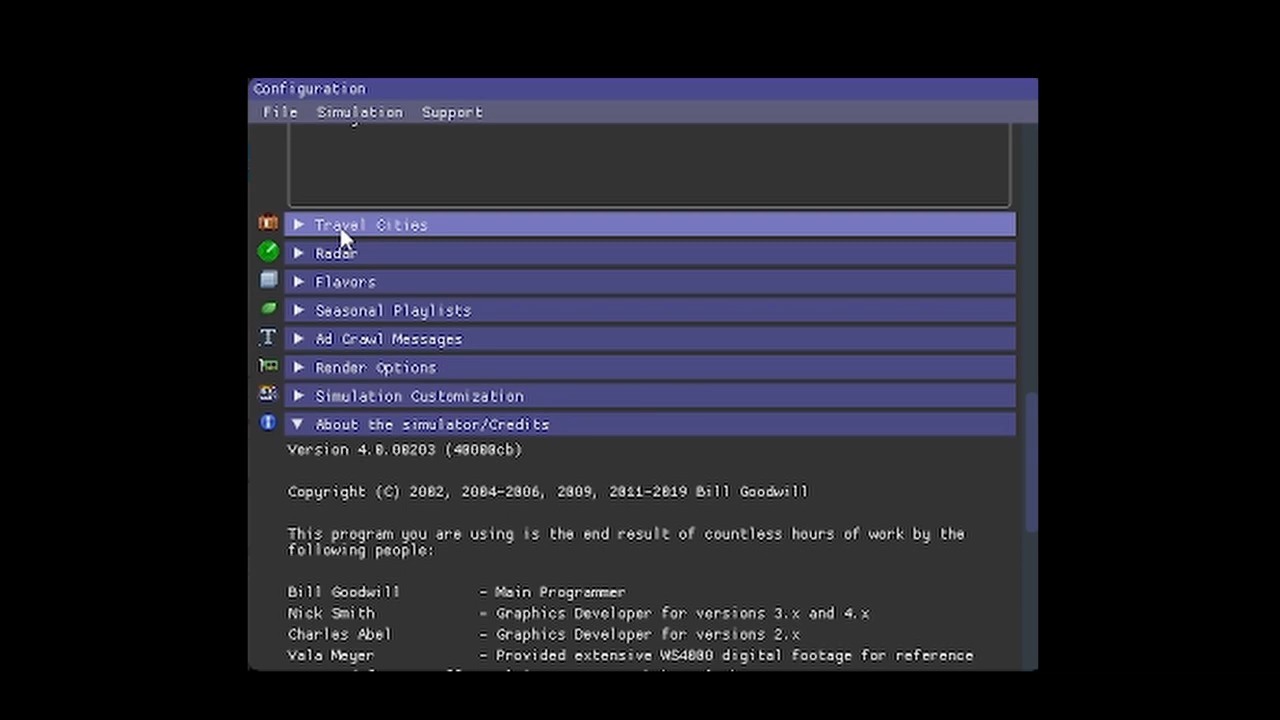 Configuration
File Simulation Support
Travel Cities
Radar
Flavors
Seasonal Playlists
Ad Crawl Messages
Render Options
Simulation Customization
About the simulator/Credits
Version 4.0.00203 (40000cb)
Copyright (C) 2002, 2004-2006, 2009, 2011-2019 Bill Goodwill
This program you are using is the end result of countless hours of work by the
following people:
Bill Goodwill - Main Programmer
Nick Smith - Graphics Developer for versions 3.x and 4.x
Charles Abel - Graphics Developer for versions 2.x
Vala Meyer - Provided extensive WS4000 digital footage for reference